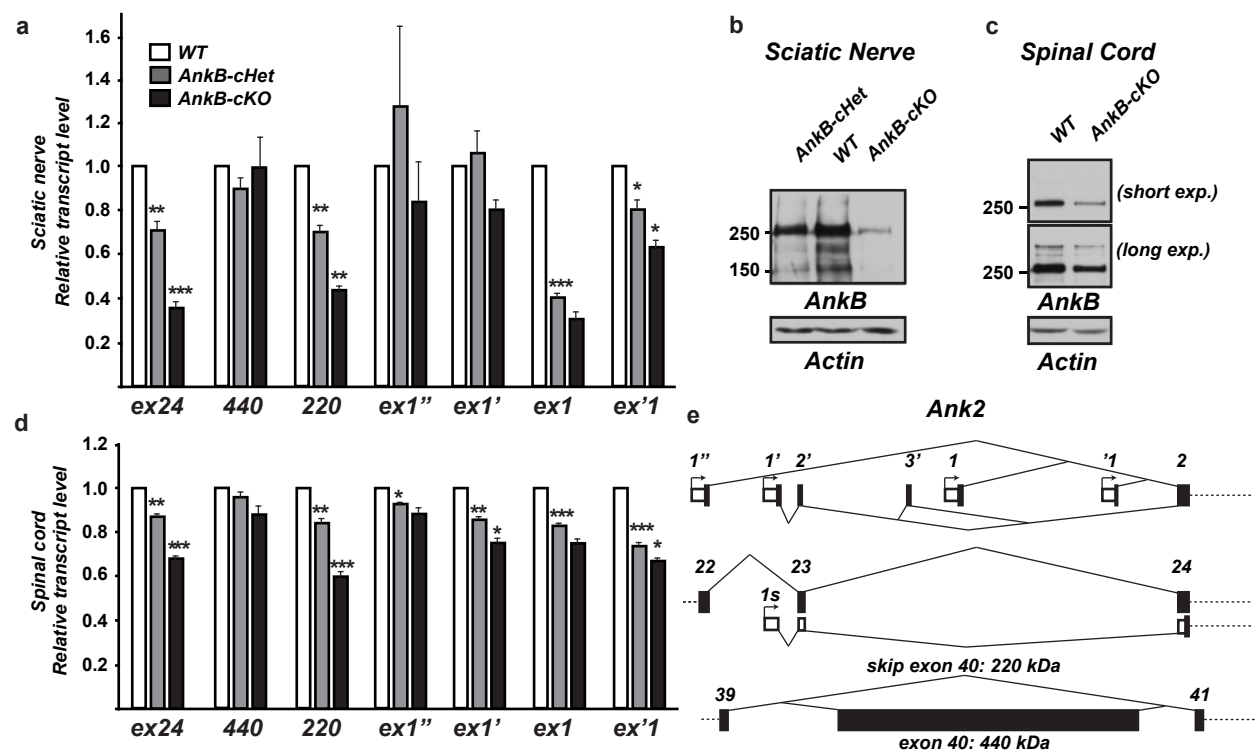 a
1.6
1.4
1.2
1.0
0.8
0.6
0.4
0.2
Sciatic nerve
Relative transcript level
WT
AnkB-cHet
AnkB-cKO
**
***
**
**
***
*
*
ex24 440 220 ex1” ex1’ ex1 ex’1
b
Sciatic Nerve
AnkB-cHet
WT
AnkB-cKO
250
150
AnkB
Actin
c
Spinal Cord
WT
AnkB-cKO
250
(short exp.)
250
(long exp.)
AnkB
Actin
d
1.2
1.0
0.8
0.6
0.4
0.2
Spinal cord
Relative transcript level
**
***
**
***
*
**
*
***
***
*
ex24 440 220 ex1” ex1’ ex1 ex’1
e
Ank2
1” 1’ 2’ 3’ 1 ’1 2
22 23 24
1s
skip exon 40: 220 kDa
39 41
exon 40: 440 kDa